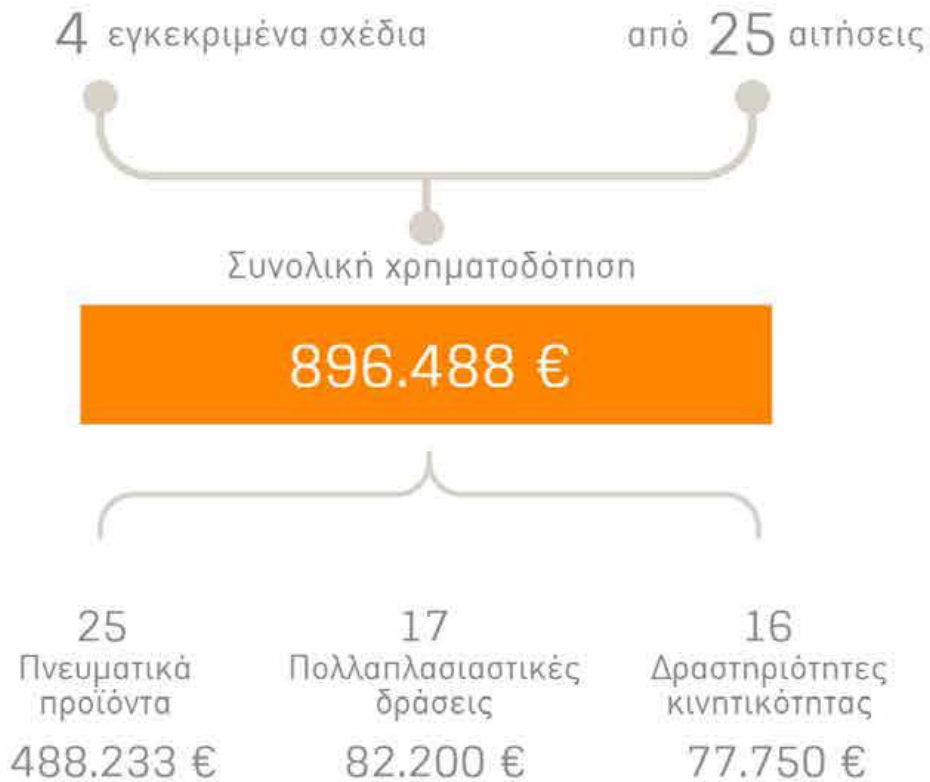 4 εγκεκριμένα σχέδια από 25 αιτήσεις
Συνολική χρηματοδότηση
896.488 €
25
Πνευματικά
προϊόντα
488.233 €
17
Πολλαπλασιαστικές
δράσεις
82.200 €
16
Δραστηριότητες
κινητικότητας
77.750 €